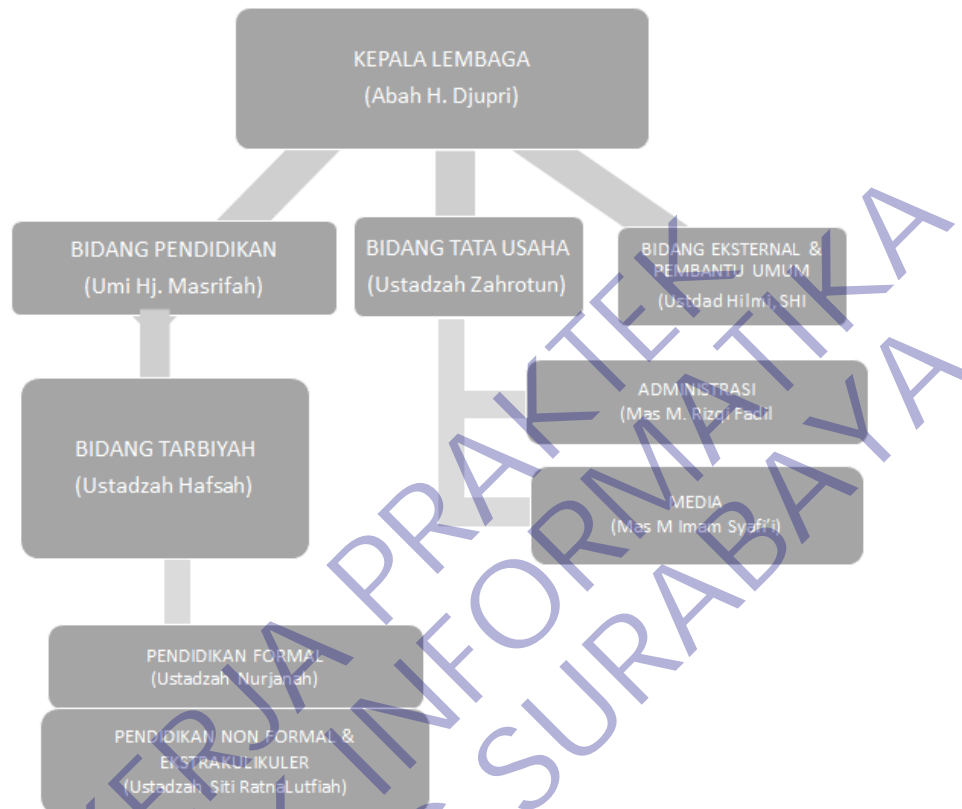 KEPALA LEMBAGA
(Abah H. Djupri)
BIDANG PENDIDIKAN
(Umi Hj. Masrifah)
BIDANG TATA USAHA
(Ustadzah Zahrotun)
BIDANG EKSTERNAL &
PEMBANTU UMUM
(Ustdad Hilmi, SHI
ADMINISTRASI
(Mas M. Rizqi Fadil
MEDIA
(Mas M Imam Syafi'i)
BIDANG TARBIYAH
(Ustadzah Hafsah)
PENDIDIKAN FORMAL
(Ustadzah Nurjanah)
PENDIDIKAN NON FORMAL &
EKSTRAKULIKULER
(Ustadzah Siti RatnaLutfiah)
KERJA PRAKTEK
INFORMATIKA
SURABAYA